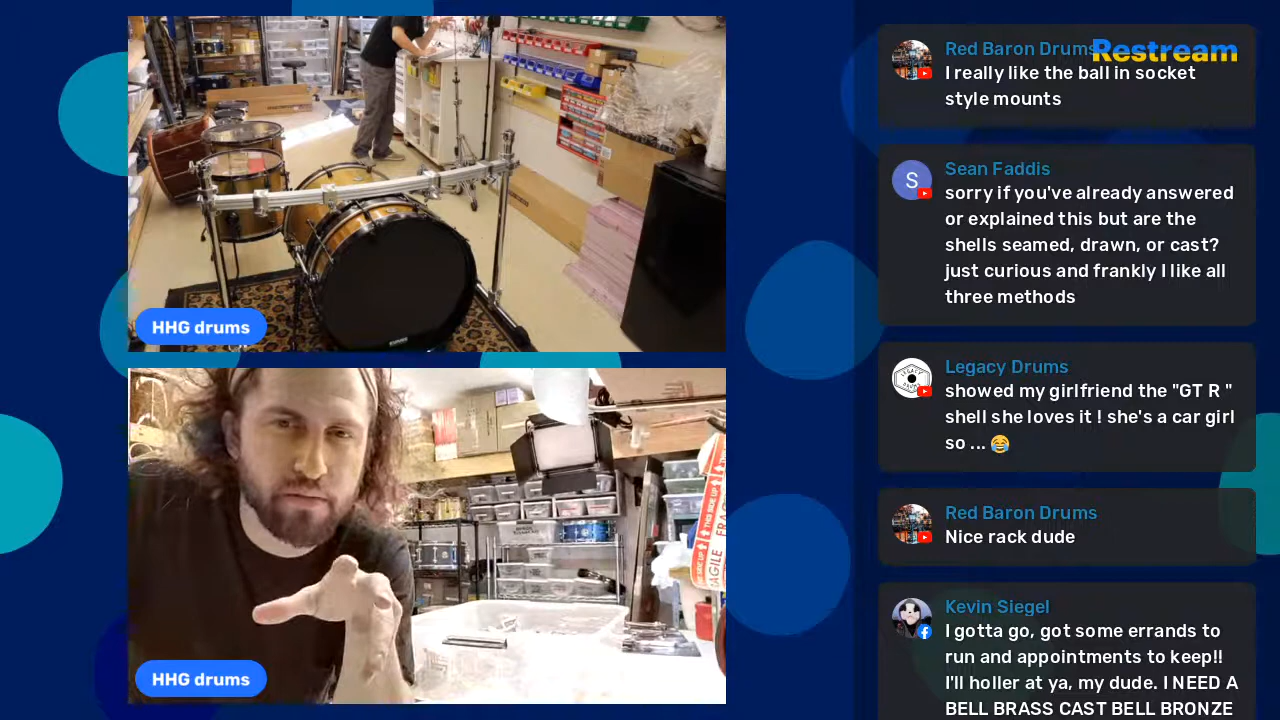 Red Baron Drums
Restream
I really like the ball in socket
style mounts
S
Sean Faddis
sorry if you've already answered
or explained this but are the
shells seamed, drawn, or cast?
just curious and frankly I like all
three methods
Legacy Drums
showed my girlfriend the "GT R "
shell she loves it ! she's a car girl
so ... 😂
Red Baron Drums
Nice rack dude
Kevin Siegel
I gotta go, got some errands to
run and appointments to keep!!
I'll holler at ya, my dude. I NEED A
BELL BRASS CAST BELL BRONZE
HHG drums
THIS SIDE UP
FRAGILE
HHG drums